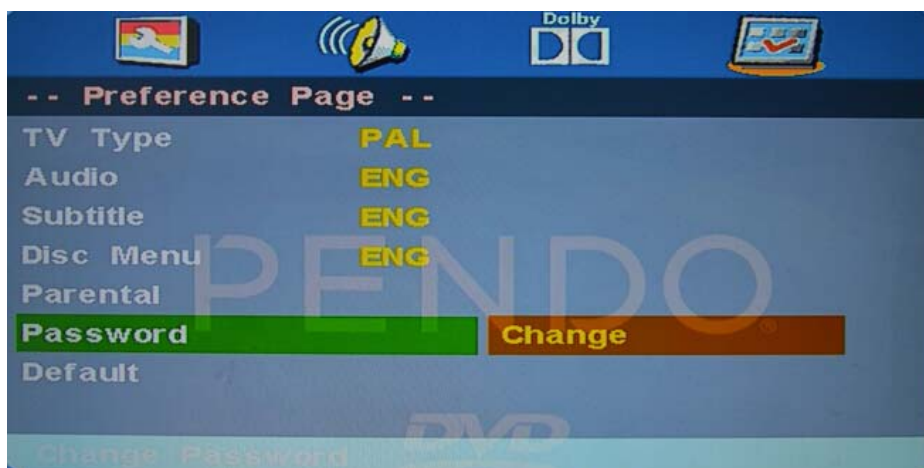 Dolby
-- Preference Page --
TV Type PAL
Audio ENG
Subtitle ENG
Disc Menu ENG
Parental
Password Change
Default
PENDO®
DVD
Change Password